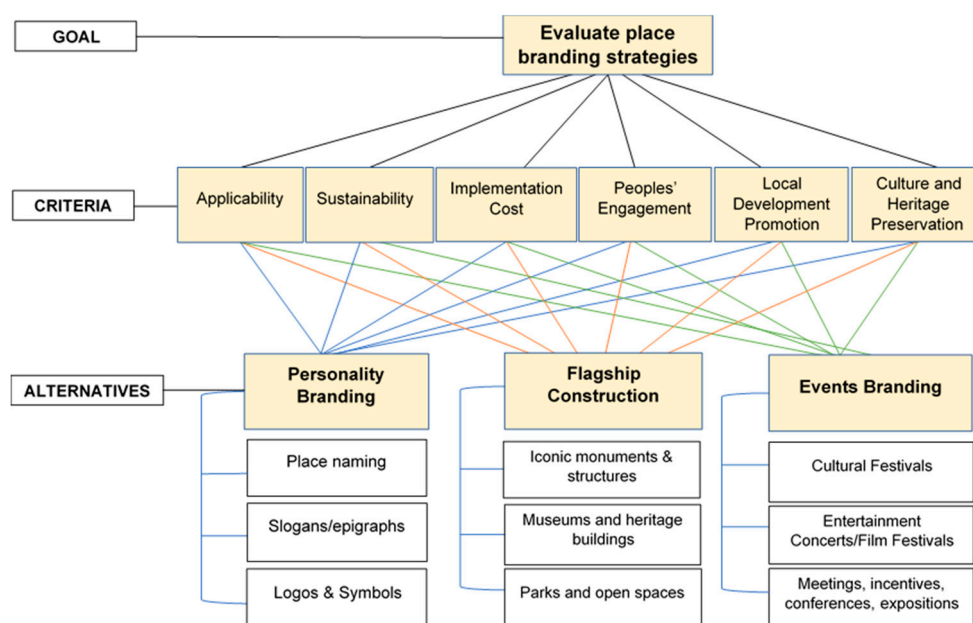 GOAL
Evaluate place
branding strategies
CRITERIA
Applicability
Sustainability
Implementation
Cost
Peoples'
Engagement
Local
Development
Promotion
Culture and
Heritage
Preservation
ALTERNATIVES
Personality
Branding
Place naming
Slogans/epigraphs
Logos & Symbols
Flagship
Construction
Iconic monuments &
structures
Museums and heritage
buildings
Parks and open spaces
Events Branding
Cultural Festivals
Entertainment
Concerts/Film Festivals
Meetings, incentives,
conferences, expositions